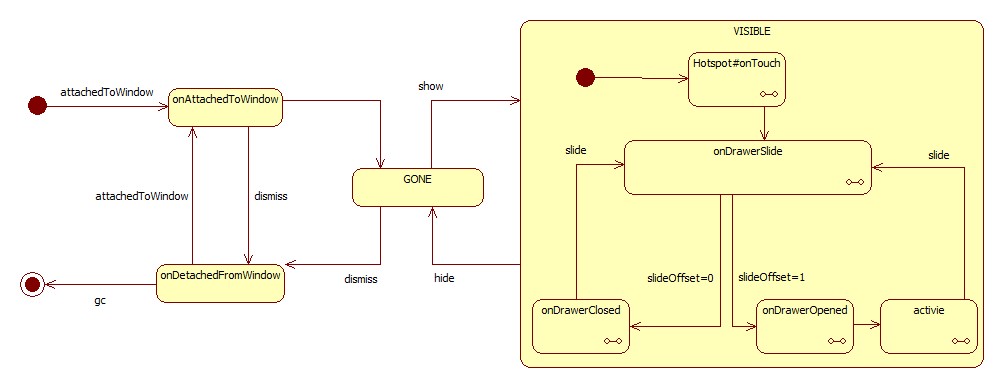 VISIBLE
Hotspot#onTouch
attachedToWindow
onAttachedToWindow
show
onDrawerSlide
slide
slide
GONE
attachedToWindow
dismiss
onDetachedFromWindow
dismiss
hide
slideOffset=0
slideOffset=1
gc
onDrawerClosed
onDrawerOpened
activie